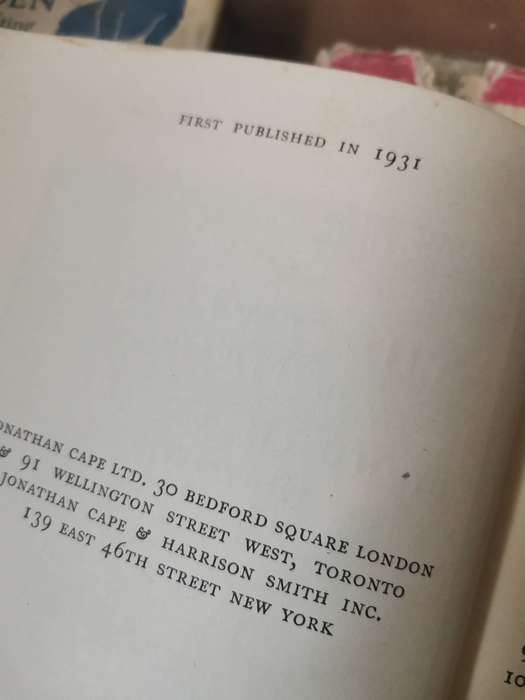 FIRST PUBLISHED IN 1931
JONATHAN CAPE LTD. 30 BEDFORD SQUARE LONDON
& 91 WELLINGTON STREET WEST, TORONTO
JONATHAN CAPE & HARRISON SMITH INC.
139 EAST 46TH STREET NEW YORK
10